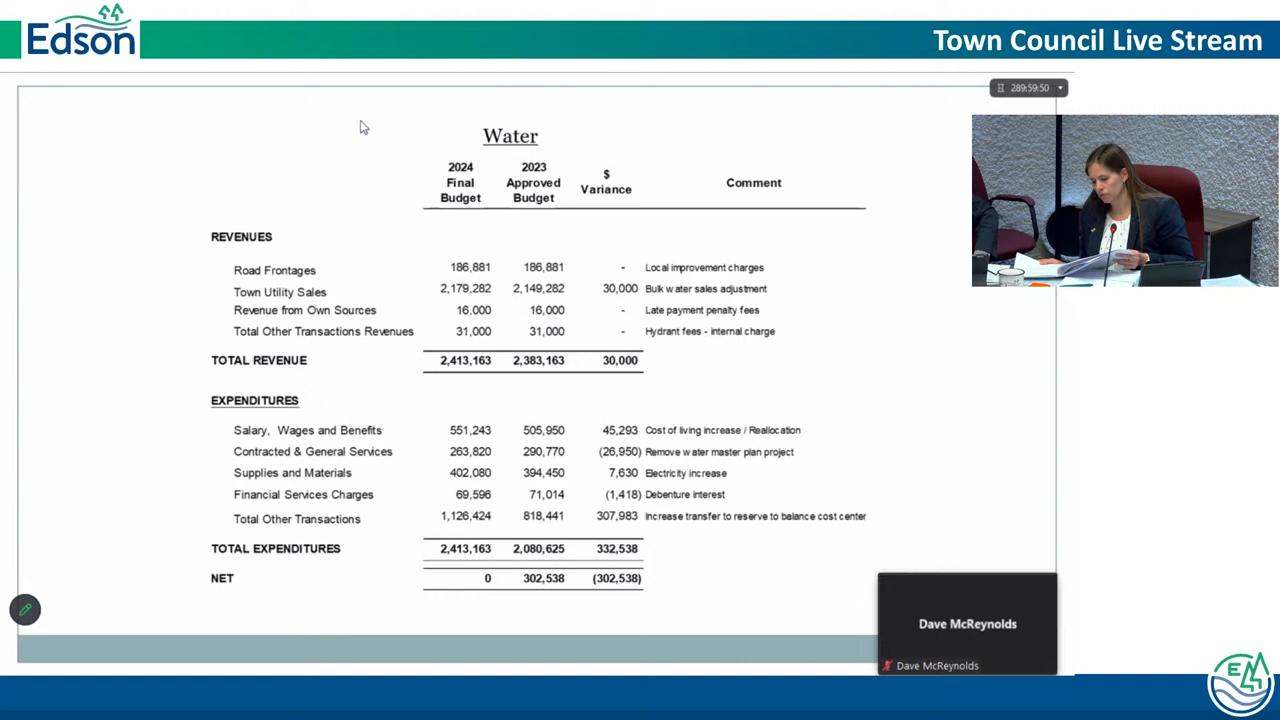 Edson
Town Council Live Stream
289:59:50
Water
2024 Final Budget
2023 Approved Budget
$ Variance
Comment
REVENUES
Road Frontages 186,881 186,881 - Local improvement charges
Town Utility Sales 2,179,282 2,149,282 30,000 Bulk water sales adjustment
Revenue from Own Sources 16,000 16,000 - Late payment penalty fees
Total Other Transactions Revenues 31,000 31,000 - Hydrant fees - internal charge
TOTAL REVENUE 2,413,163 2,383,163 30,000
EXPENDITURES
Salary, Wages and Benefits 551,243 505,950 45,293 Cost of living increase / Reallocation
Contracted & General Services 263,820 290,770 (26,950) Remove water master plan project
Supplies and Materials 402,080 394,450 7,630 Electricity increase
Financial Services Charges 69,596 71,014 (1,418) Debenture interest
Total Other Transactions 1,126,424 818,441 307,983 Increase transfer to reserve to balance cost center
TOTAL EXPENDITURES 2,413,163 2,080,625 332,538
NET 0 302,538 (302,538)
Dave McReynolds
Dave McReynolds